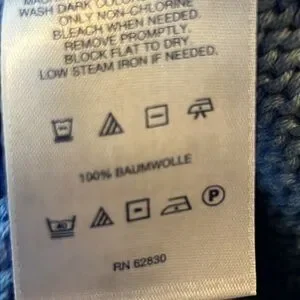 WASH DARK COLO
ONLY NON-CHLORINE
BLEACH WHEN NEEDED.
REMOVE PROMPTLY.
BLOCK FLAT TO DRY.
LOW STEAM IRON IF NEEDED.
100% BAUMWOLLE
P
RN 62830